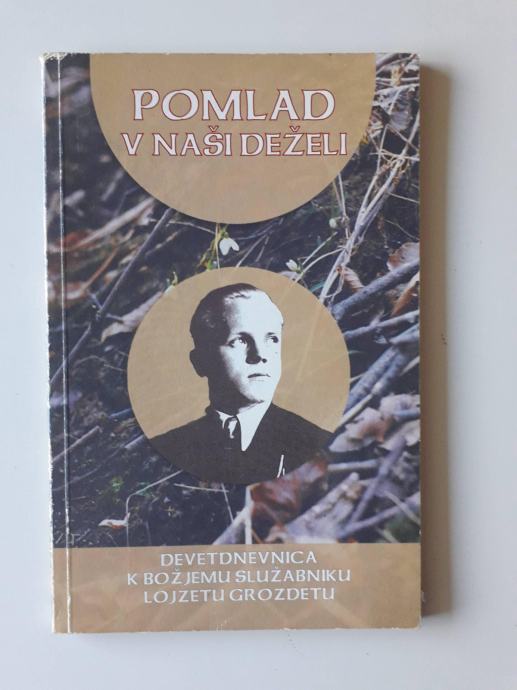 POMLAD
V NAŠI DEŽELI
DEVETDNEVNICA
K BOŽJEMU SLUŽABNIKU
LOJZETU GROZDETU